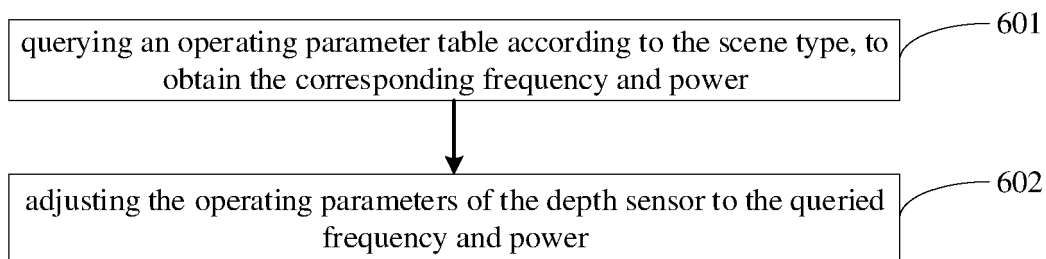 querying an operating parameter table according to the scene type, to
obtain the corresponding frequency and power
601
adjusting the operating parameters of the depth sensor to the queried
frequency and power
602